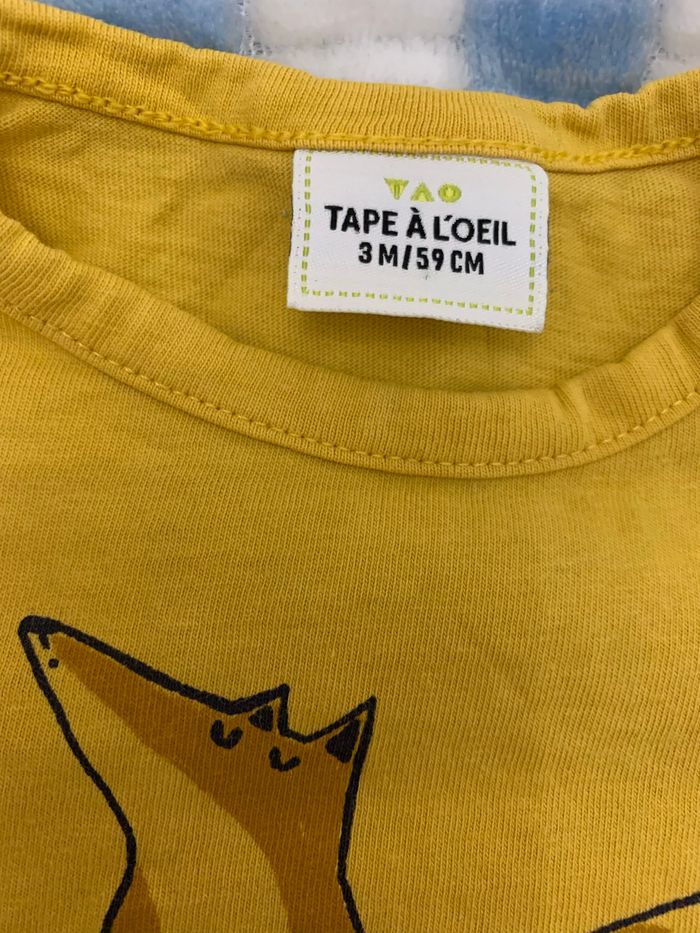 TAO
TAPE À L'OEIL
3 M/59 CM